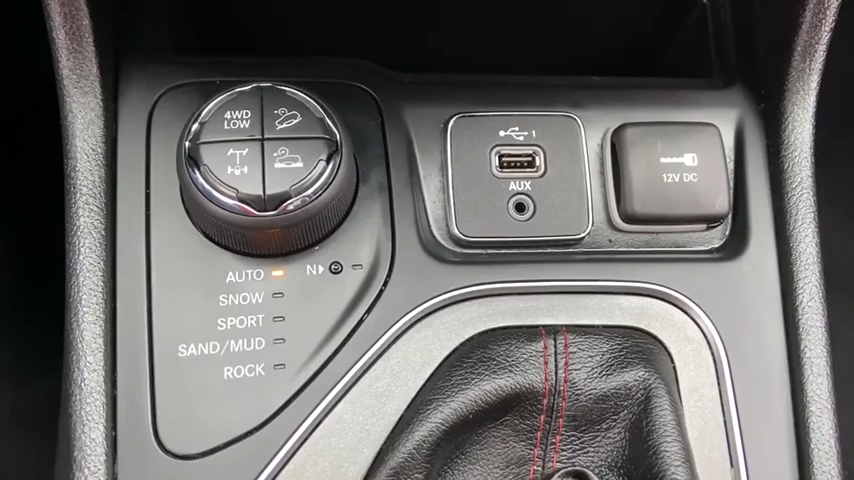 4WD
LOW
1
AUX
12V DC
AUTO
N
SNOW
SPORT
SAND/MUD
ROCK